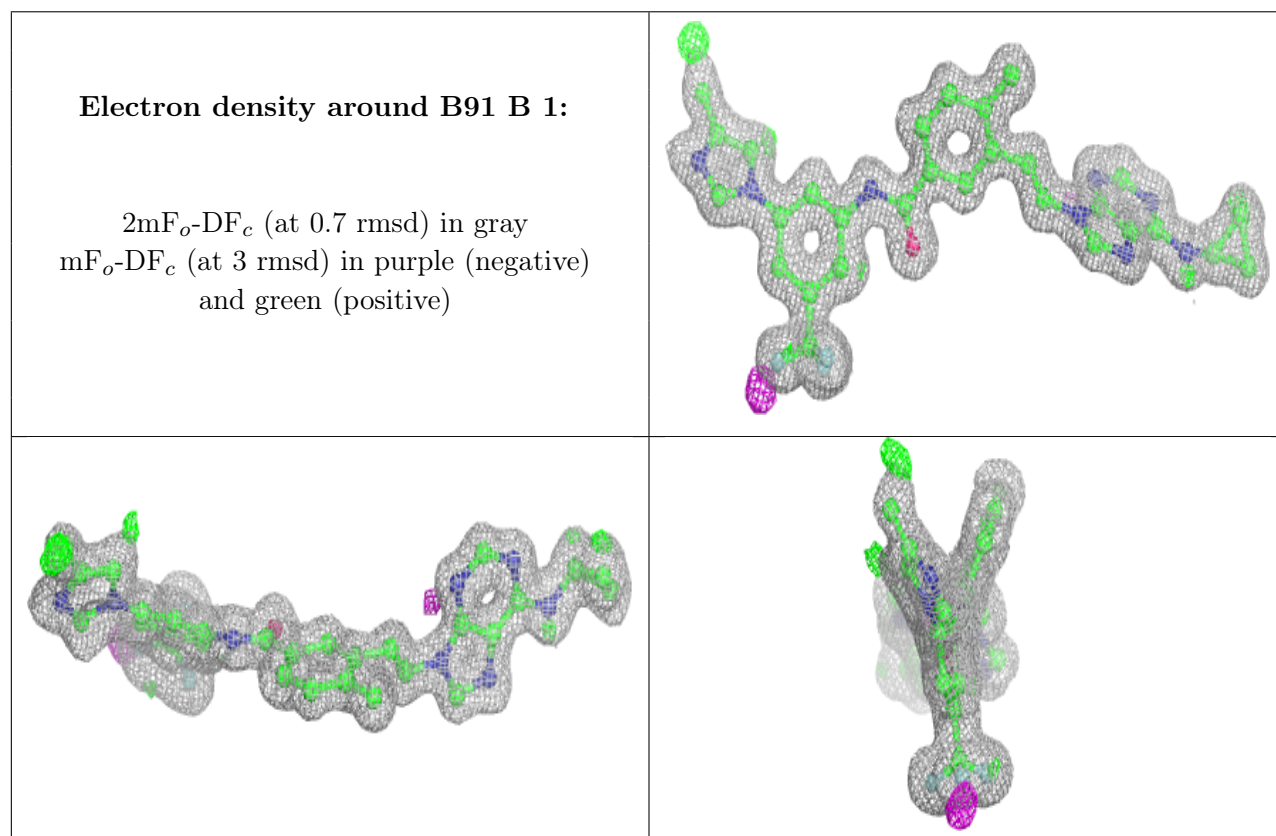 Electron density around B91 B 1:
2mFₒ-DF𝒸 (at 0.7 rmsd) in gray
mFₒ-DF𝒸 (at 3 rmsd) in purple (negative)
and green (positive)